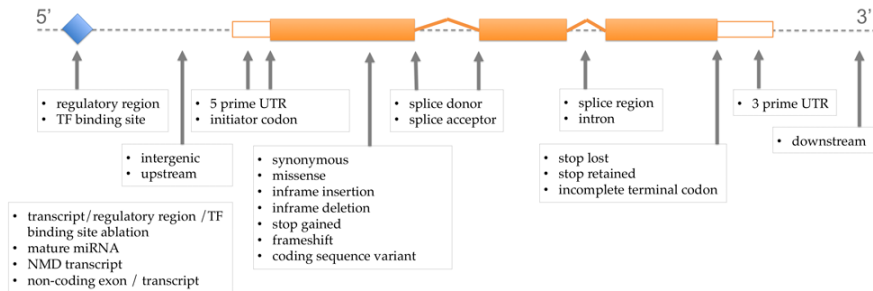 5'
3'
• regulatory region
• TF binding site
• 5 prime UTR
• initiator codon
• splice donor
• splice acceptor
• splice region
• intron
• 3 prime UTR
• downstream
• intergenic
• upstream
• synonymous
• missense
• inframe insertion
• inframe deletion
• stop gained
• frameshift
• coding sequence variant
• stop lost
• stop retained
• incomplete terminal codon
• transcript/regulatory region /TF
binding site ablation
• mature miRNA
• NMD transcript
• non-coding exon / transcript